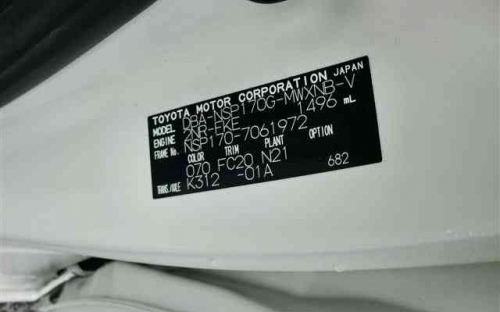 TOYOTA MOTOR CORPORATION JAPAN
MODEL DBA-NSP170G-MWXNB-V
ENGINE 2NR-FKE 1496 mL
FRAME No. NSP170-7061972
COLOR TRIM PLANT OPTION
070 FC20 N21
TRANS./AXLE K312 -01A 682